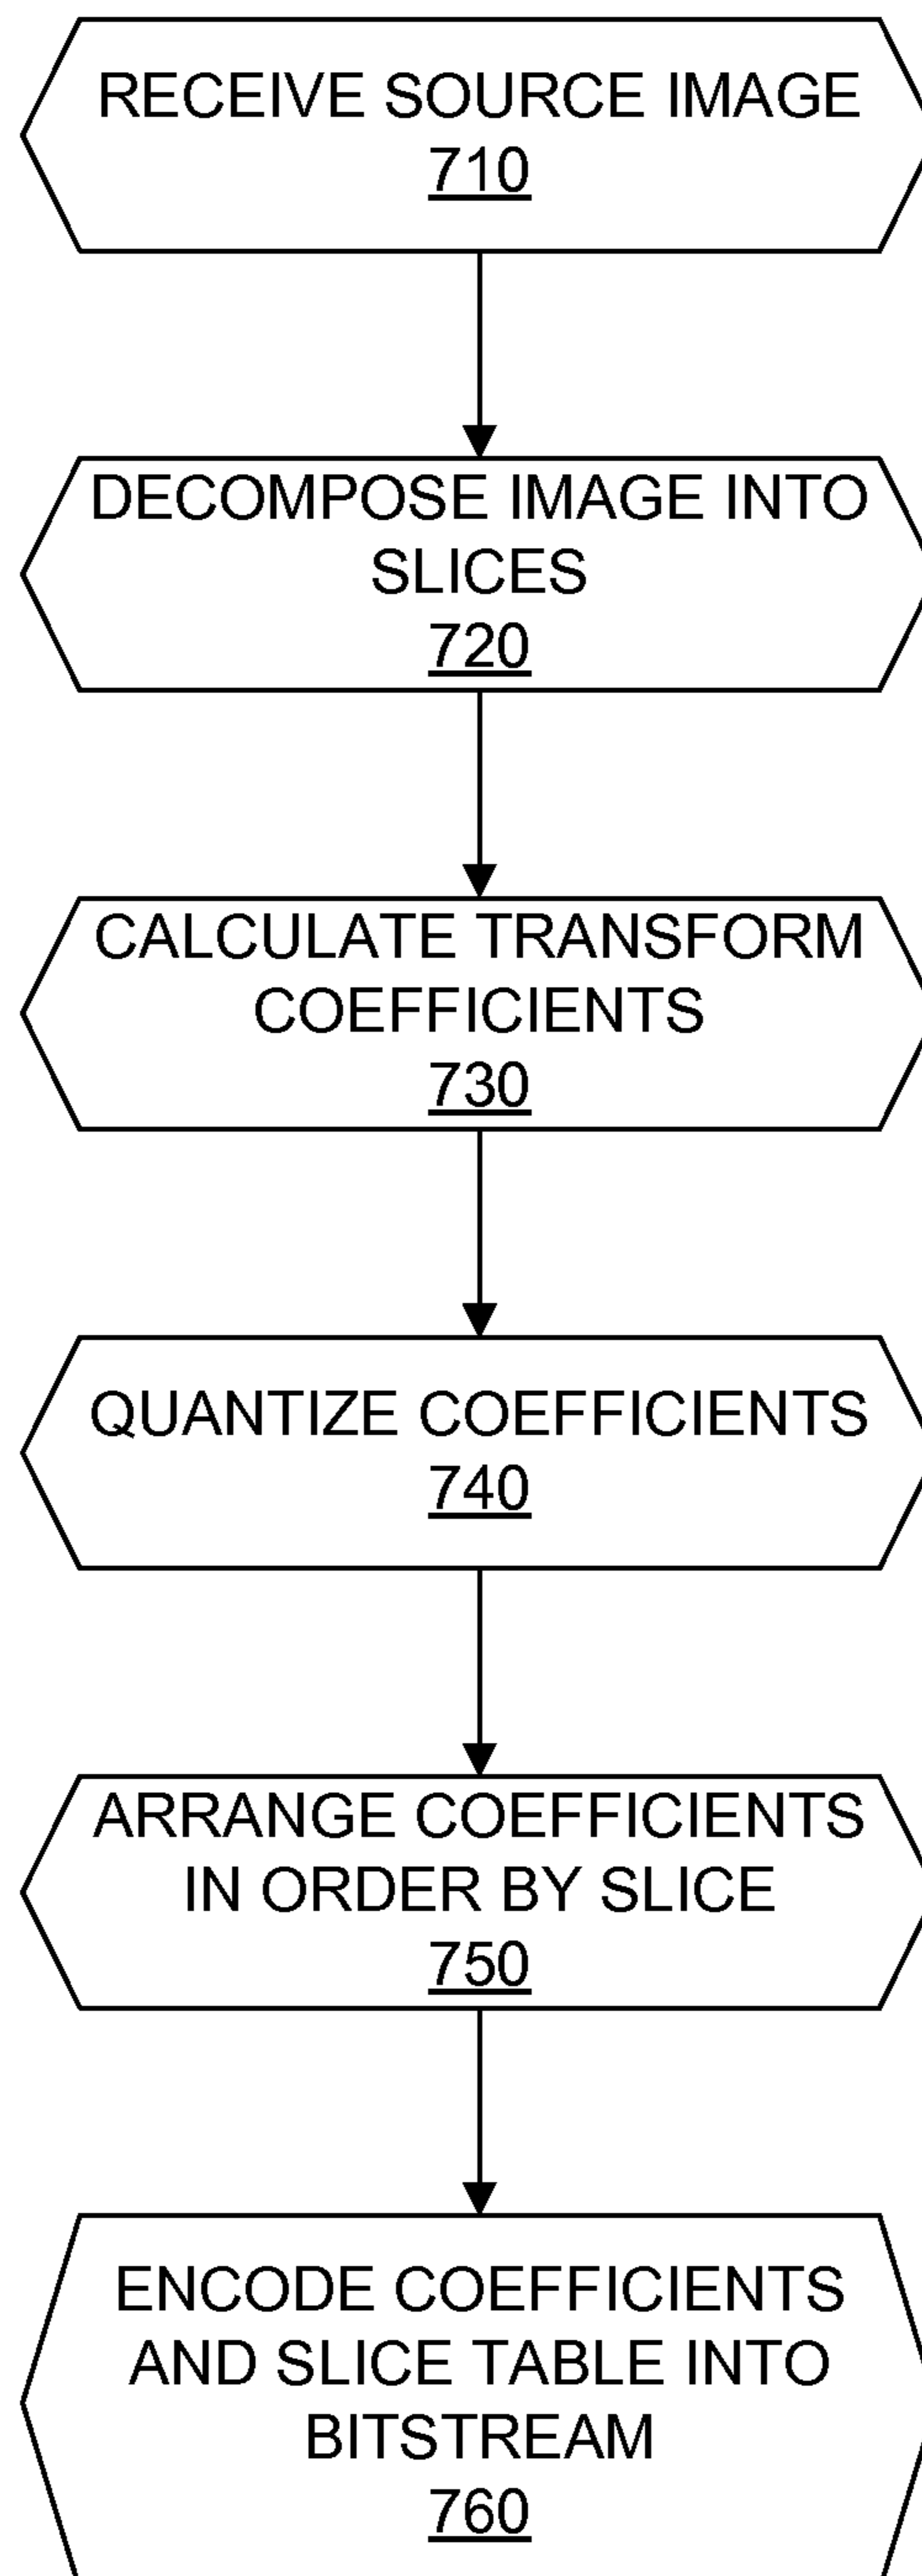 RECEIVE SOURCE IMAGE
710
DECOMPOSE IMAGE INTO
SLICES
720
CALCULATE TRANSFORM
COEFFICIENTS
730
QUANTIZE COEFFICIENTS
740
ARRANGE COEFFICIENTS
IN ORDER BY SLICE
750
ENCODE COEFFICIENTS
AND SLICE TABLE INTO
BITSTREAM
760